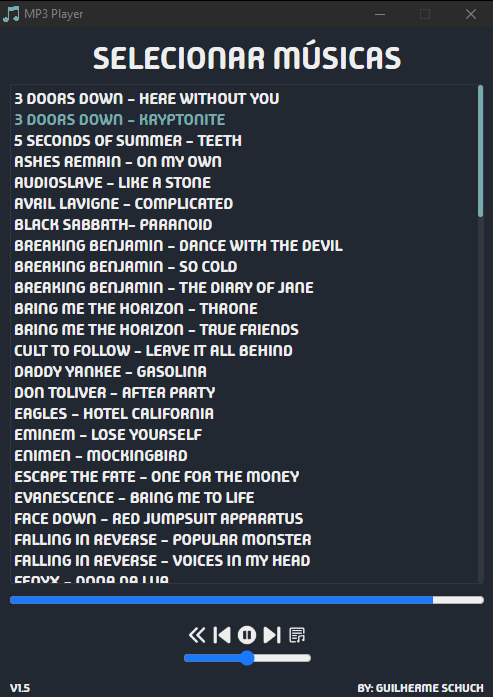 MP3 Player
SELECIONAR MÚSICAS
3 DOORS DOWN - HERE WITHOUT YOU
3 DOORS DOWN - KRYPTONITE
5 SECONDS OF SUMMER - TEETH
ASHES REMAIN - ON MY OWN
AUDIOSLAVE - LIKE A STONE
AVRIL LAVIGNE - COMPLICATED
BLACK SABBATH- PARANOID
BREAKING BENJAMIN - DANCE WITH THE DEVIL
BREAKING BENJAMIN - SO COLD
BREAKING BENJAMIN - THE DIARY OF JANE
BRING ME THE HORIZON - THRONE
BRING ME THE HORIZON - TRUE FRIENDS
CULT TO FOLLOW - LEAVE IT ALL BEHIND
DADDY YANKEE - GASOLINA
DON TOLIVER - AFTER PARTY
EAGLES - HOTEL CALIFORNIA
EMINEM - LOSE YOURSELF
ENIMEN - MOCKINGBIRD
ESCAPE THE FATE - ONE FOR THE MONEY
EVANESCENCE - BRING ME TO LIFE
FACE DOWN - RED JUMPSUIT APPARATUS
FALLING IN REVERSE - POPULAR MONSTER
FALLING IN REVERSE - VOICES IN MY HEAD
V1.5
BY: GUILHERME SCHUCH